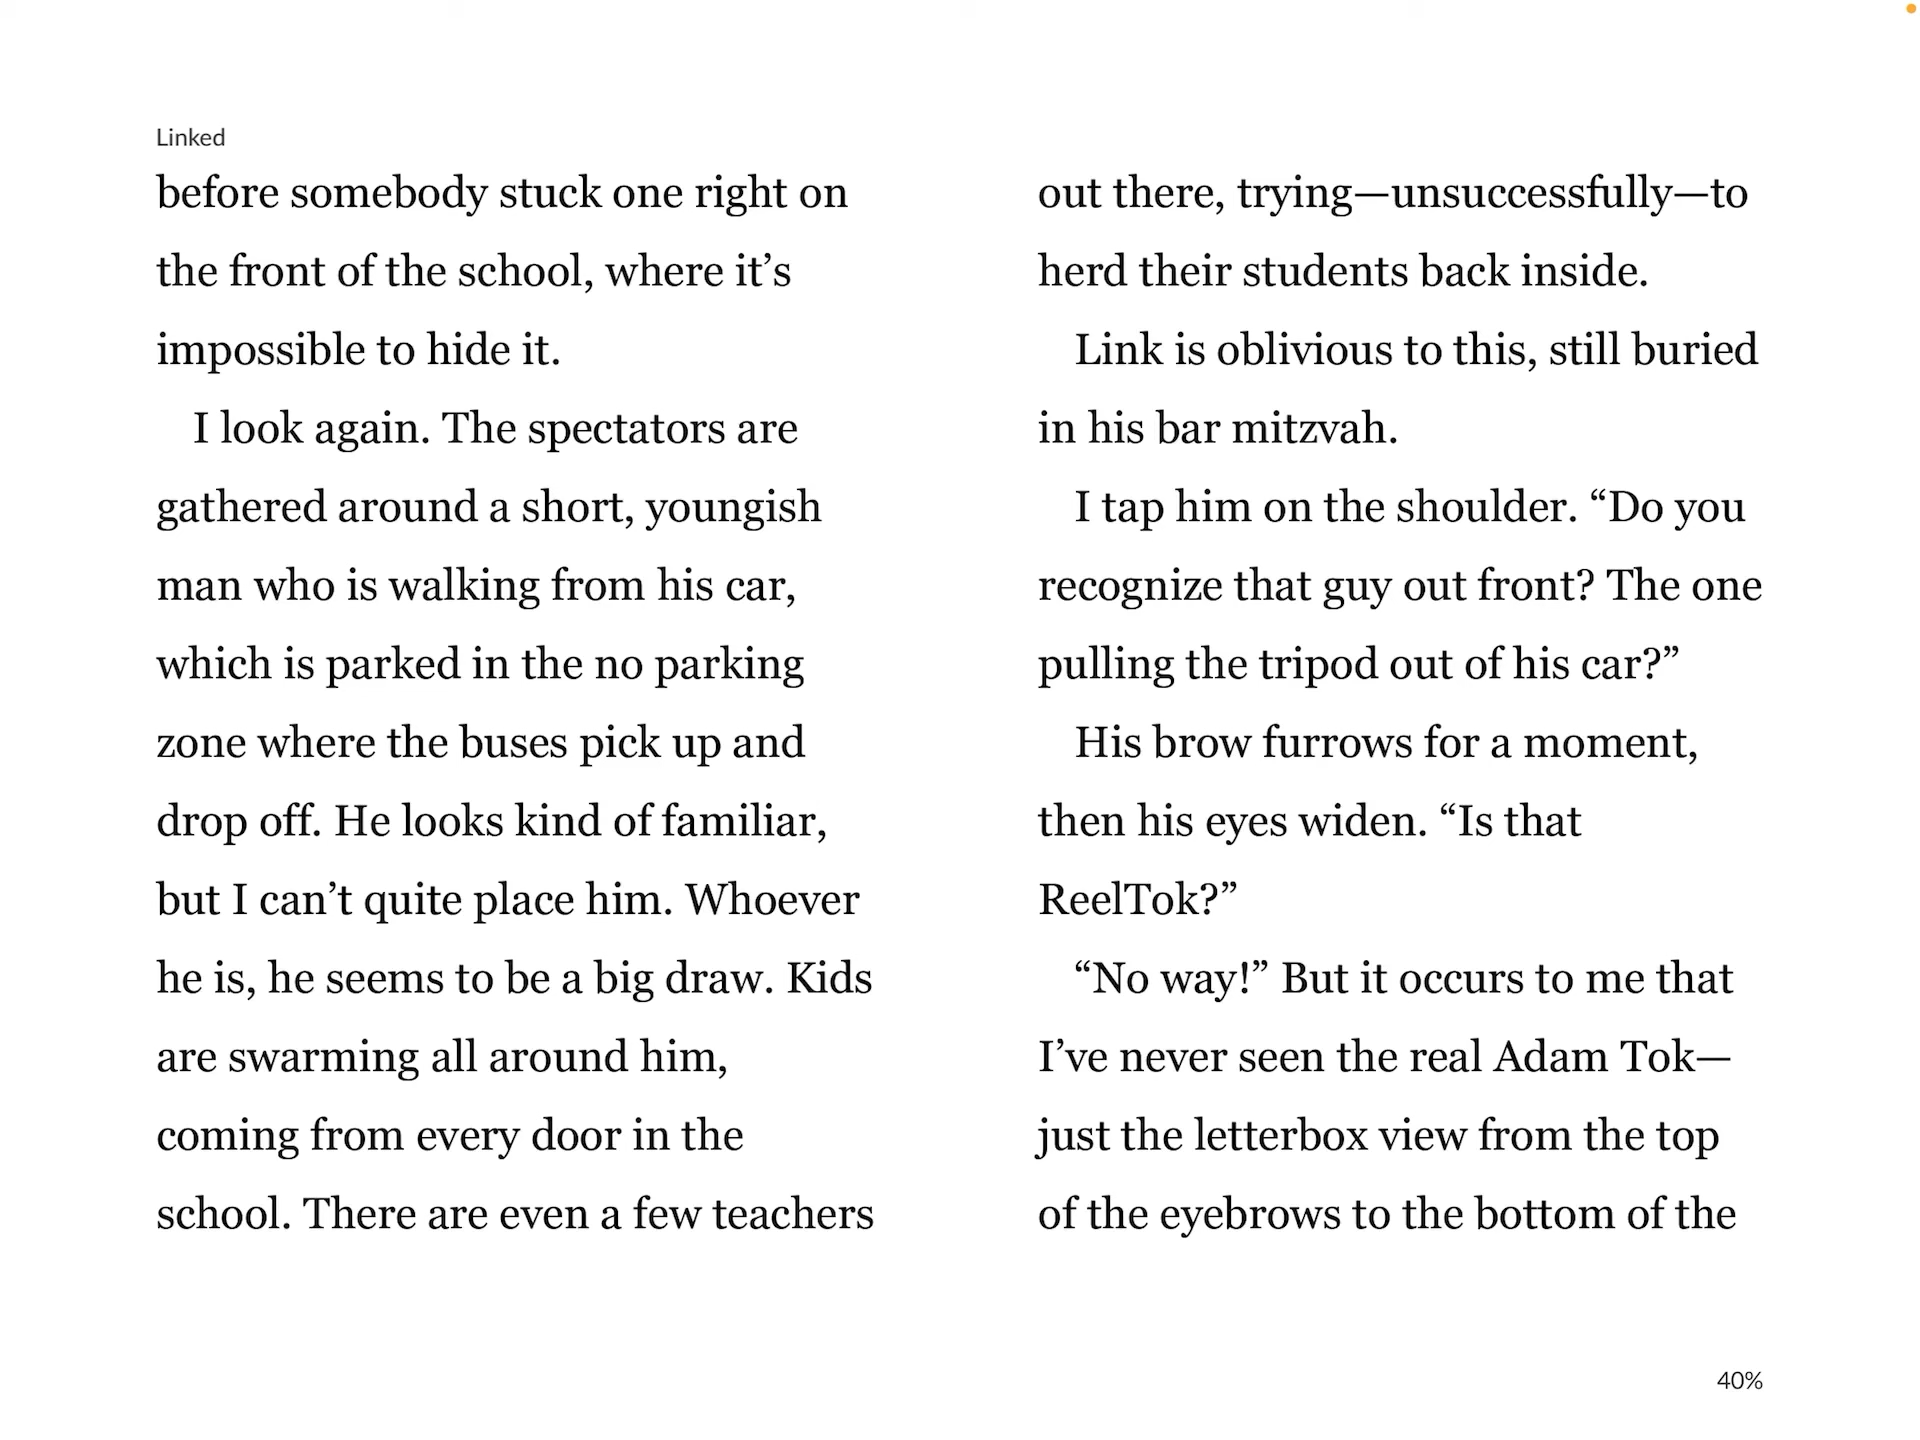 Linked
before somebody stuck one right on
the front of the school, where it’s
impossible to hide it.
I look again. The spectators are
gathered around a short, youngish
man who is walking from his car,
which is parked in the no parking
zone where the buses pick up and
drop off. He looks kind of familiar,
but I can’t quite place him. Whoever
he is, he seems to be a big draw. Kids
are swarming all around him,
coming from every door in the
school. There are even a few teachers
out there, trying—unsuccessfully—to
herd their students back inside.
Link is oblivious to this, still buried
in his bar mitzvah.
I tap him on the shoulder. “Do you
recognize that guy out front? The one
pulling the tripod out of his car?”
His brow furrows for a moment,
then his eyes widen. “Is that
ReelTok?”
“No way!” But it occurs to me that
I’ve never seen the real Adam Tok—
just the letterbox view from the top
of the eyebrows to the bottom of the
40%